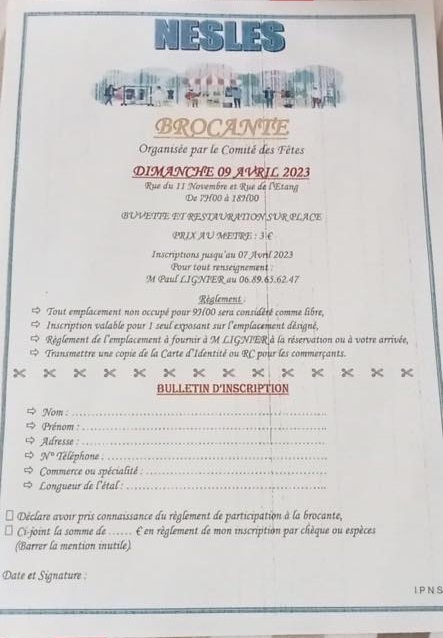 NESLES
BROCANTE
Organisée par le Comité des Fêtes
DIMANCHE 09 AVRIL 2023
Rue du 11 Novembre et Rue de l'Etang
De 7H00 à 18H00
BUVETTE ET RESTAURATION SUR PLACE
PRIX AU METRE : 3 €
Inscriptions jusqu'au 07 Avril 2023
Pour tout renseignement :
M Paul LIGNIER au 06.89.65.62.47
Règlement :
⇨ Tout emplacement non occupé pour 9H00 sera considéré comme libre,
⇨ Inscription valable pour 1 seul exposant sur l'emplacement désigné,
⇨ Règlement de l'emplacement à fournir à M LIGNIER à la réservation ou à votre arrivée,
⇨ Transmettre une copie de la Carte d'Identité ou RC pour les commerçants.
BULLETIN D'INSCRIPTION
⇨ Nom : ..............................
⇨ Prénom : ..............................
⇨ Adresse : ..............................
⇨ N° Téléphone : ..............................
⇨ Commerce ou spécialité : ..............................
⇨ Longueur de l'étal : ..............................
☐ Déclare avoir pris connaissance du règlement de participation à la brocante,
☐ Ci-joint la somme de ...... € en règlement de mon inscription par chèque ou espèces
(Barrer la mention inutile)
Date et Signature :
IPNS